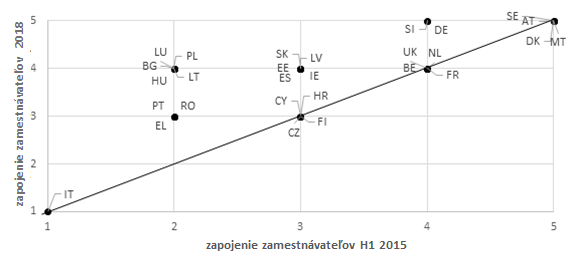 5
SE
AT
SI
DE
DK
MT
LU
PL
SK
LV
UK
NL
4
BG
EE
BE
HU
LT
ES
IE
FR
CY
HR
PT
RO
3
EL
CZ
FI
2
IT
1
1
2
3
4
5
zapojenie zamestnávateľov 2018
zapojenie zamestnávateľov H1 2015